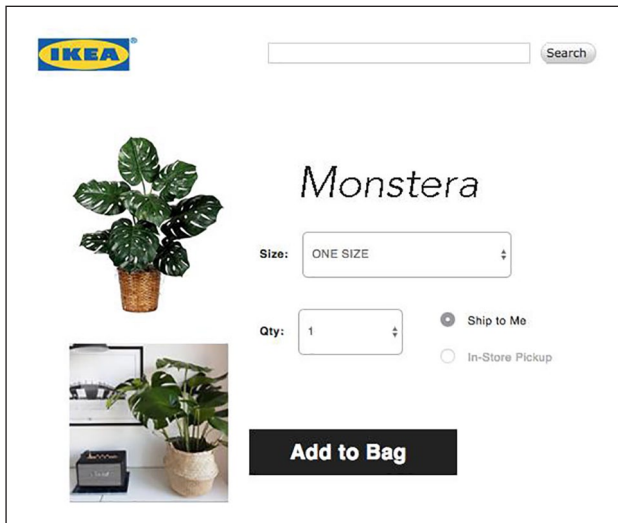 IKEA®
Search
Monstera
Size: ONE SIZE
Qty: 1
Ship to Me
In-Store Pickup
Add to Bag